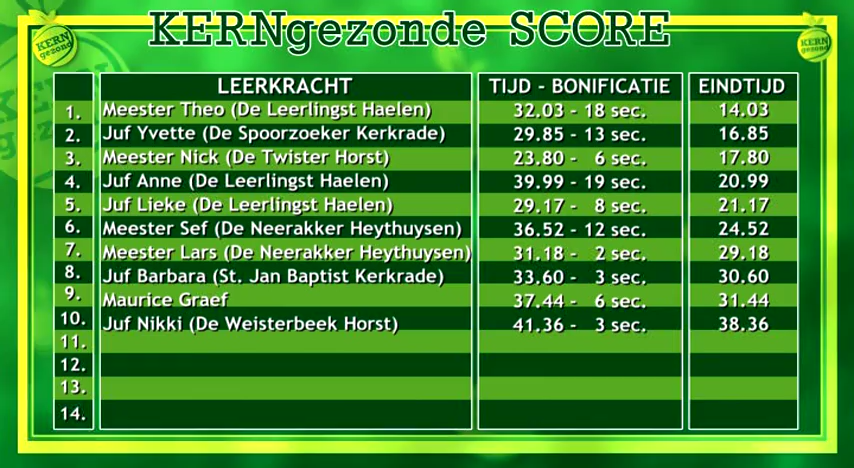 KERNgezonde SCORE
KERN
gezond
KERN
gezond
LEERKRACHT TIJD - BONIFICATIE EINDTIJD
1. Meester Theo (De Leerlingst Haelen) 32.03 - 18 sec. 14.03
2. Juf Yvette (De Spoorzoeker Kerkrade) 29.85 - 13 sec. 16.85
3. Meester Nick (De Twister Horst) 23.80 - 6 sec. 17.80
4. Juf Anne (De Leerlingst Haelen) 39.99 - 19 sec. 20.99
5. Juf Lieke (De Leerlingst Haelen) 29.17 - 8 sec. 21.17
6. Meester Sef (De Neerakker Heythuysen) 36.52 - 12 sec. 24.52
7. Meester Lars (De Neerakker Heythuysen) 31.18 - 2 sec. 29.18
8. Juf Barbara (St. Jan Baptist Kerkrade) 33.60 - 3 sec. 30.60
9. Maurice Graef 37.44 - 6 sec. 31.44
10. Juf Nikki (De Weisterbeek Horst) 41.36 - 3 sec. 38.36
11.
12.
13.
14.